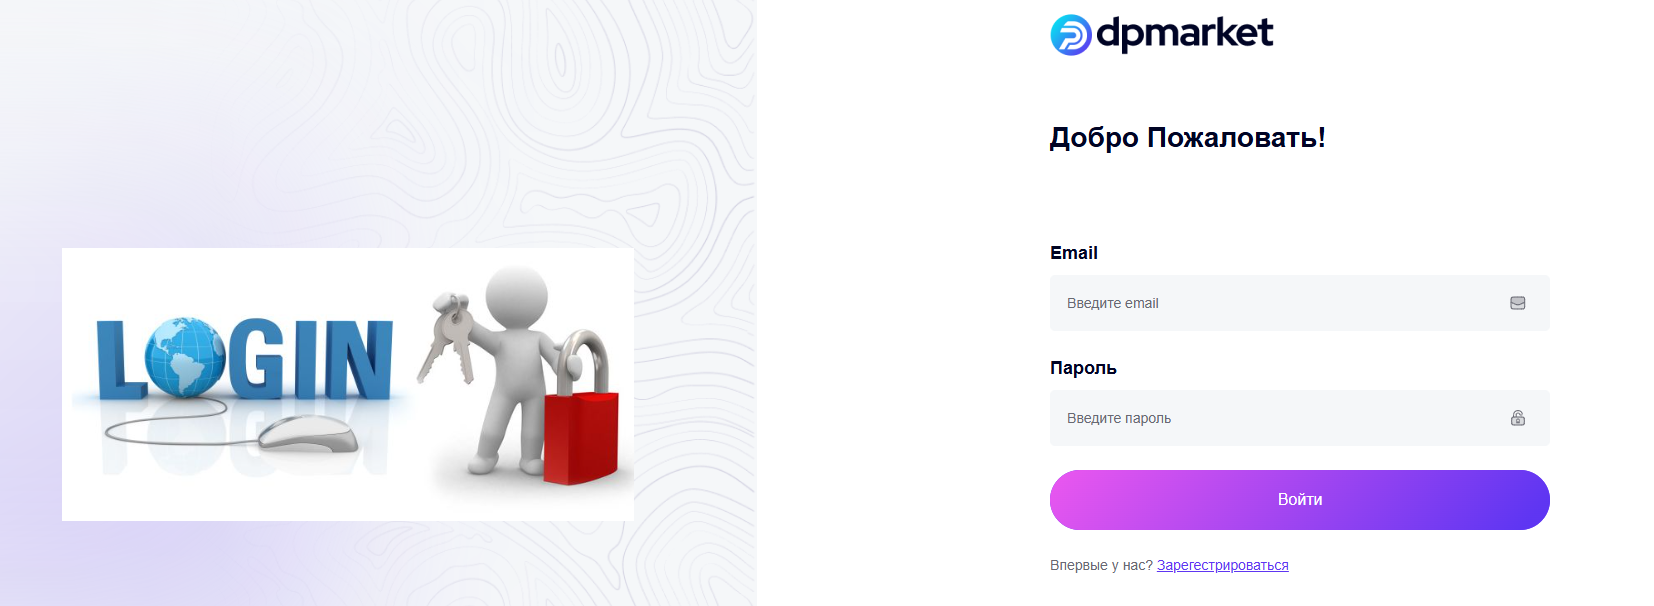 dpmarket
Добро Пожаловать!
LOGIN
Email
Введите email
Пароль
Введите пароль
Войти
Впервые у нас? Зарегестрироваться